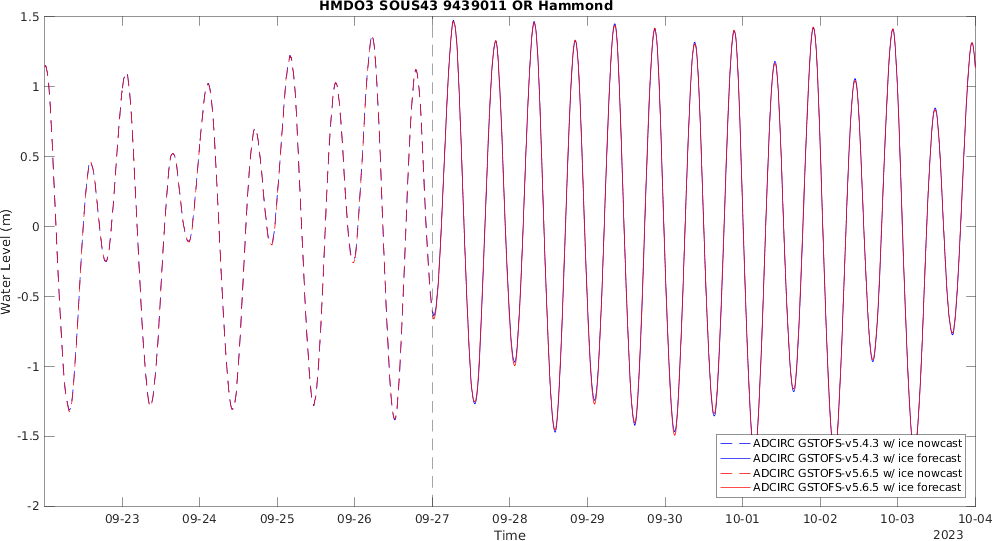 HMDO3 SOUS43 9439011 OR Hammond
1.5
1
0.5
0
-0.5
-1
-1.5
-2
Water Level (m)
ADCIRC GSTOFS-v5.4.3 w/ ice nowcast
ADCIRC GSTOFS-v5.4.3 w/ ice forecast
ADCIRC GSTOFS-v5.6.5 w/ ice nowcast
ADCIRC GSTOFS-v5.6.5 w/ ice forecast
09-23 09-24 09-25 09-26 09-27 09-28 09-29 09-30 10-01 10-02 10-03 10-04
Time
2023